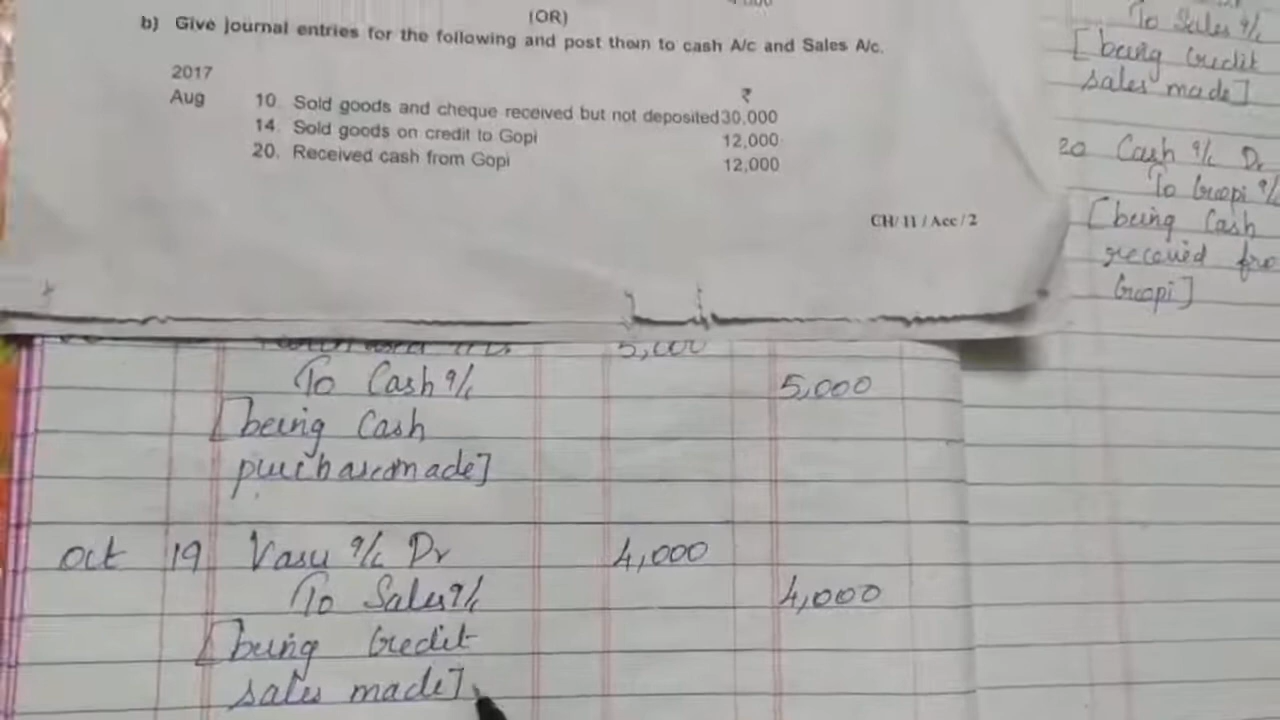 (OR)
b) Give journal entries for the following and post them to cash A/c and Sales A/c.
2017
₹
Aug 10. Sold goods and cheque received but not deposited 30,000
14. Sold goods on credit to Gopi 12,000
20. Received cash from Gopi 12,000
CH/11/Acc/2
To Sales a/c
[being Credit
sales made]
20 Cash a/c Dr
To Goopi a/c
[being Cash
received fro
Goopi]
5,000
To Cash a/c 5,000
[being Cash
purchase made]
Oct 19 Vasu a/c Dr 4,000
To Sales a/c 4,000
[being Credit
sales made]